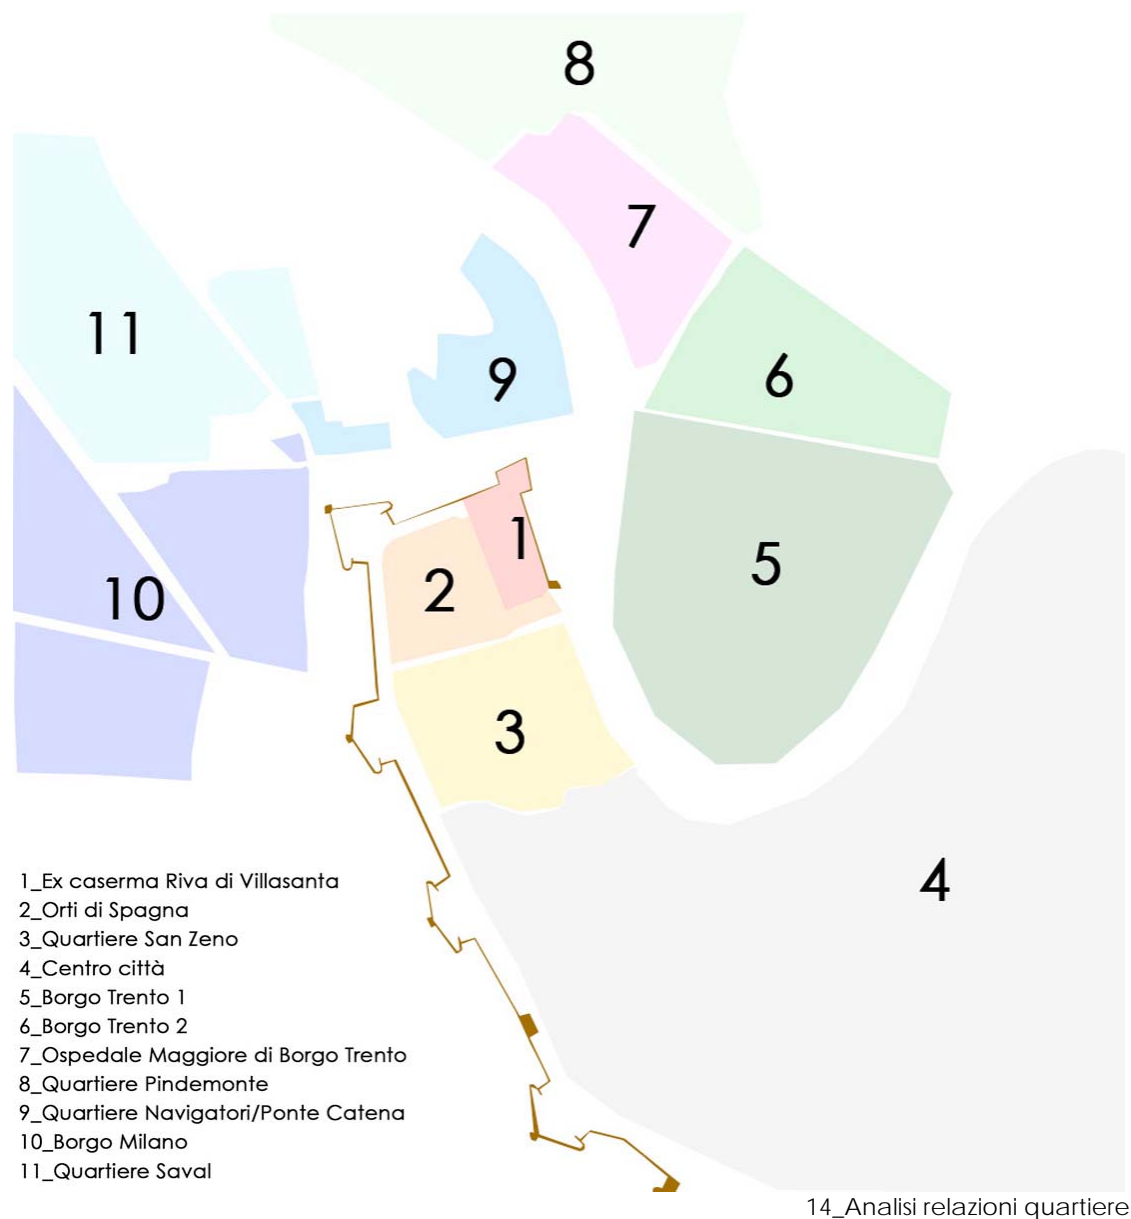 8
7
11
9
6
1
5
2
10
3
4
1_Ex caserma Riva di Villasanta
2_Orti di Spagna
3_Quartiere San Zeno
4_Centro città
5_Borgo Trento 1
6_Borgo Trento 2
7_Ospedale Maggiore di Borgo Trento
8_Quartiere Pindemonte
9_Quartiere Navigatori/Ponte Catena
10_Borgo Milano
11_Quartiere Saval
14_Analisi relazioni quartiere